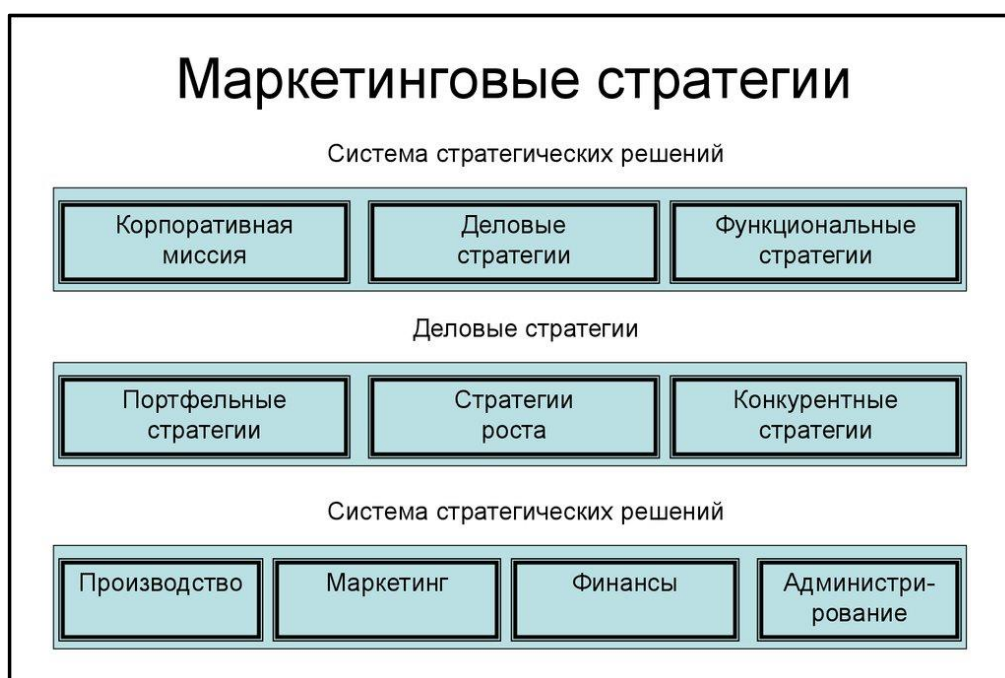 Маркетинговые стратегии
Система стратегических решений
Корпоративная
миссия
Деловые
стратегии
Функциональные
стратегии
Деловые стратегии
Портфельные
стратегии
Стратегии
роста
Конкурентные
стратегии
Система стратегических решений
Производство
Маркетинг
Финансы
Администри-
рование